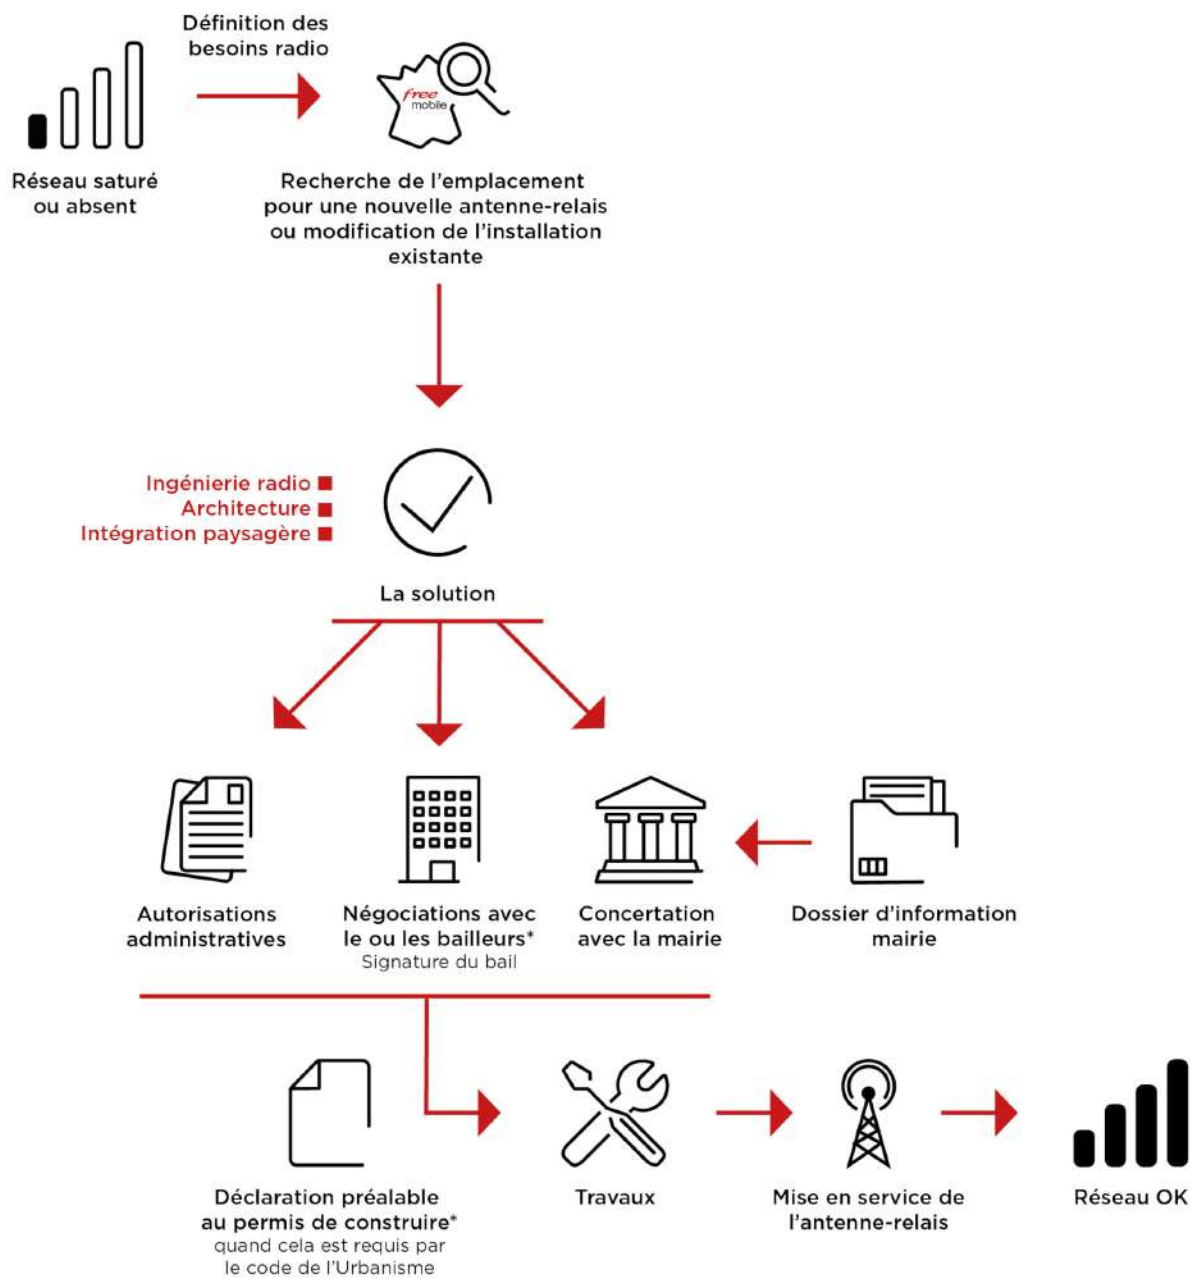 Définition des
besoins radio
free
mobile
Réseau saturé
ou absent
Recherche de l'emplacement
pour une nouvelle antenne-relais
ou modification de l'installation
existante
Ingénierie radio
Architecture
Intégration paysagère
La solution
Autorisations
administratives
Négociations avec
le ou les bailleurs*
Signature du bail
Concertation
avec la mairie
Dossier d'information
mairie
Déclaration préalable
au permis de construire*
quand cela est requis par
le code de l'Urbanisme
Travaux
Mise en service de
l'antenne-relais
Réseau OK